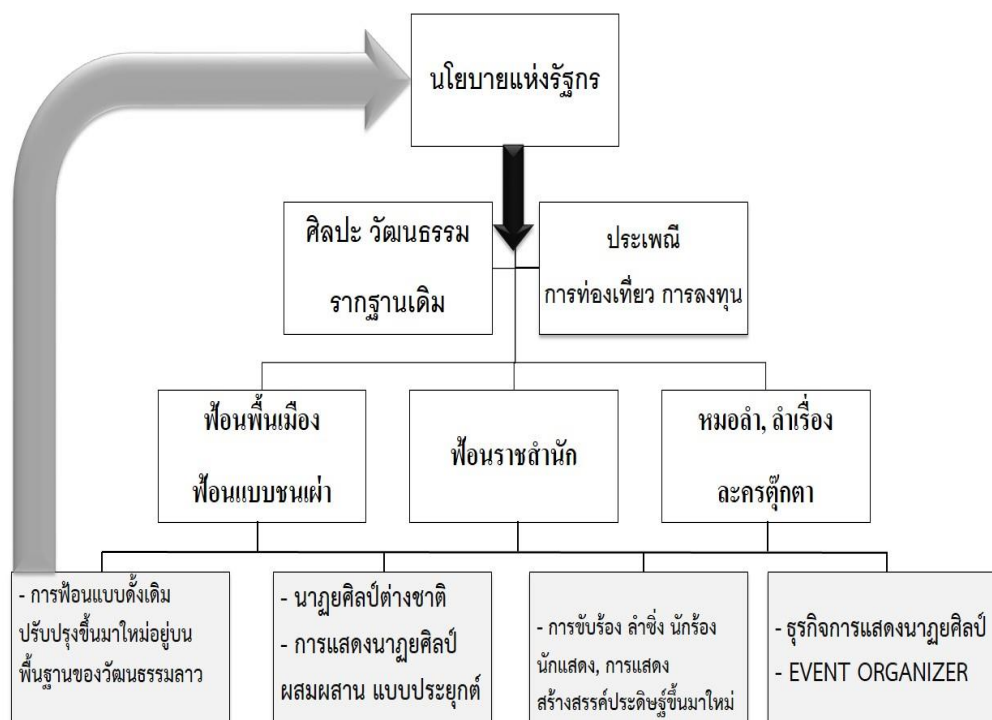 นโยบายแห่งรัฐกร
ศิลปะ วัฒนธรรม
รากฐานเดิม
ประเพณี
การท่องเที่ยว การลงทุน
ฟ้อนพื้นเมือง
ฟ้อนแบบชนเผ่า
ฟ้อนราชสำนัก
หมอลำ, ลำเรื่อง
ละครตุ๊กตา
- การฟ้อนแบบดั้งเดิม
ปรับปรุงขึ้นมาใหม่อยู่บน
พื้นฐานของวัฒนธรรมลาว
- นาฏยศิลป์ต่างชาติ
- การแสดงนาฏยศิลป์
ผสมผสาน แบบประยุกต์
- การขับร้อง ลำซิ่ง นักร้อง
นักแสดง, การแสดง
สร้างสรรค์ประดิษฐ์ขึ้นมาใหม่
- ธุรกิจการแสดงนาฏยศิลป์
- EVENT ORGANIZER